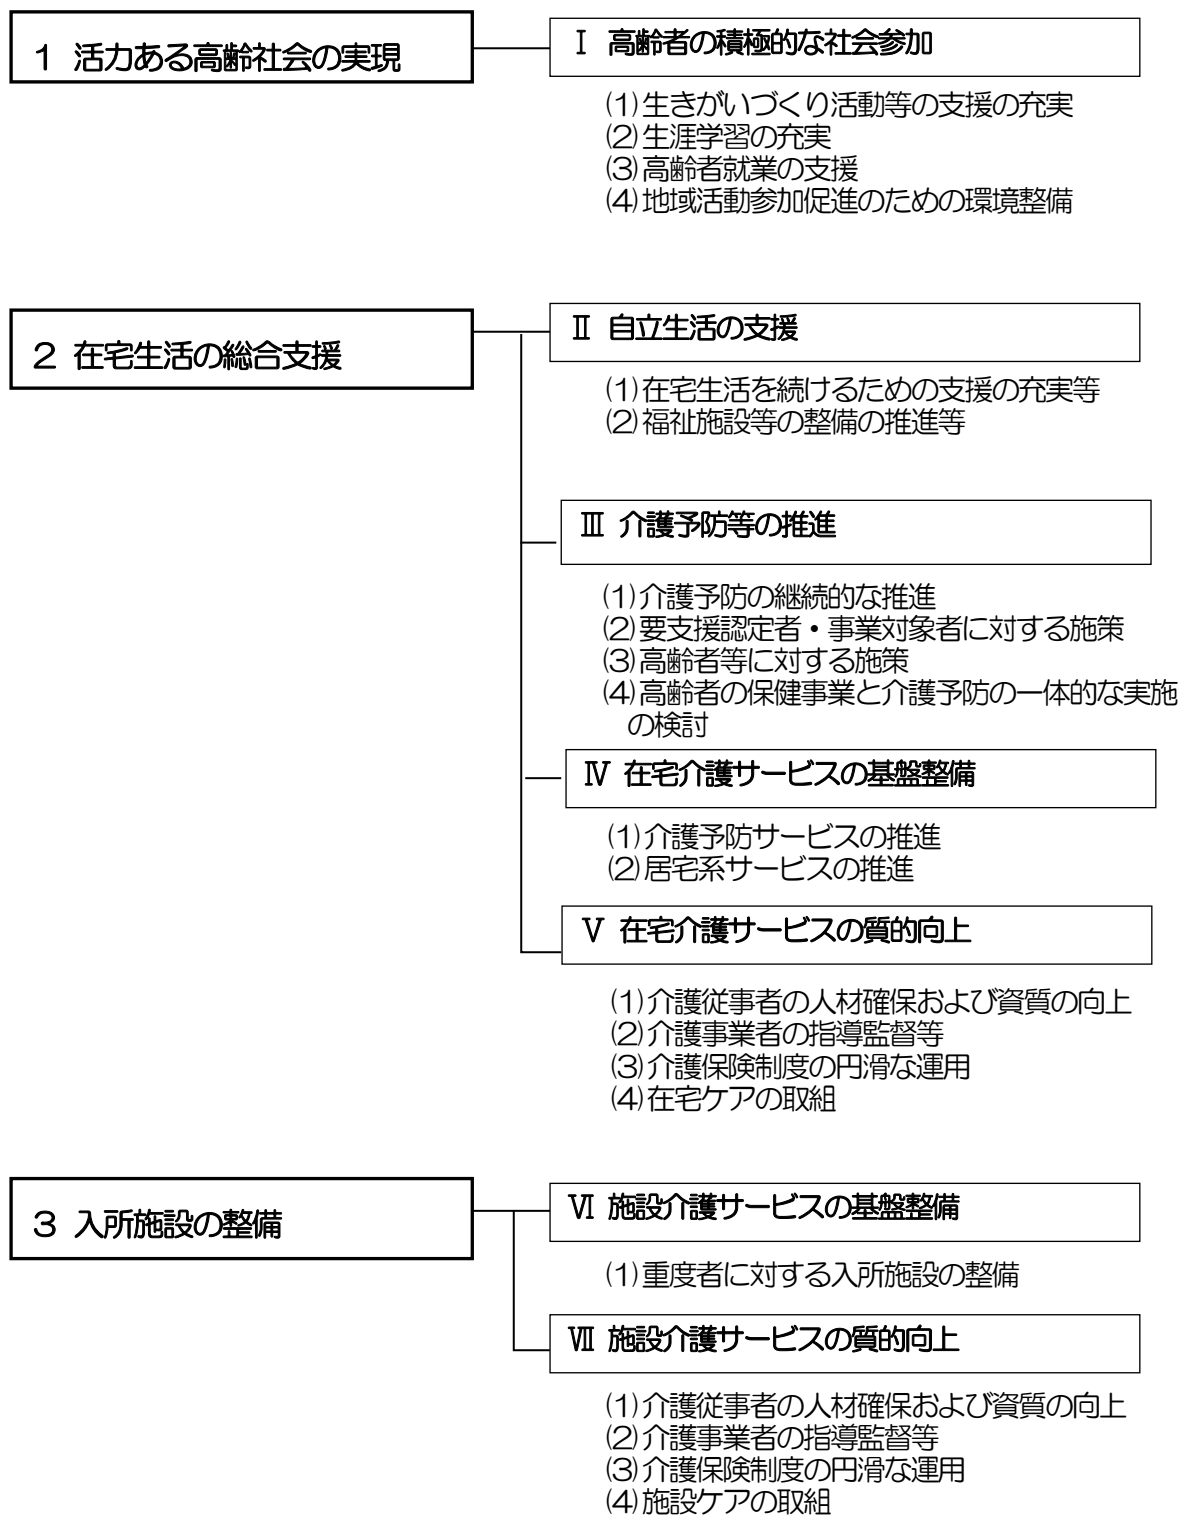 １ 活力ある高齢社会の実現
Ⅰ 高齢者の積極的な社会参加
(1)生きがいづくり活動等の支援の充実
(2)生涯学習の充実
(3)高齢者就業の支援
(4)地域活動参加促進のための環境整備
２ 在宅生活の総合支援
Ⅱ 自立生活の支援
(1)在宅生活を続けるための支援の充実等
(2)福祉施設等の整備の推進等
Ⅲ 介護予防等の推進
(1)介護予防の継続的な推進
(2)要支援認定者・事業対象者に対する施策
(3)高齢者等に対する施策
(4)高齢者の保健事業と介護予防の一体的な実施
の検討
Ⅳ 在宅介護サービスの基盤整備
(1)介護予防サービスの推進
(2)居宅系サービスの推進
Ⅴ 在宅介護サービスの質的向上
(1)介護従事者の人材確保および資質の向上
(2)介護事業者の指導監督等
(3)介護保険制度の円滑な運用
(4)在宅ケアの取組
３ 入所施設の整備
Ⅵ 施設介護サービスの基盤整備
(1)重度者に対する入所施設の整備
Ⅶ 施設介護サービスの質的向上
(1)介護従事者の人材確保および資質の向上
(2)介護事業者の指導監督等
(3)介護保険制度の円滑な運用
(4)施設ケアの取組